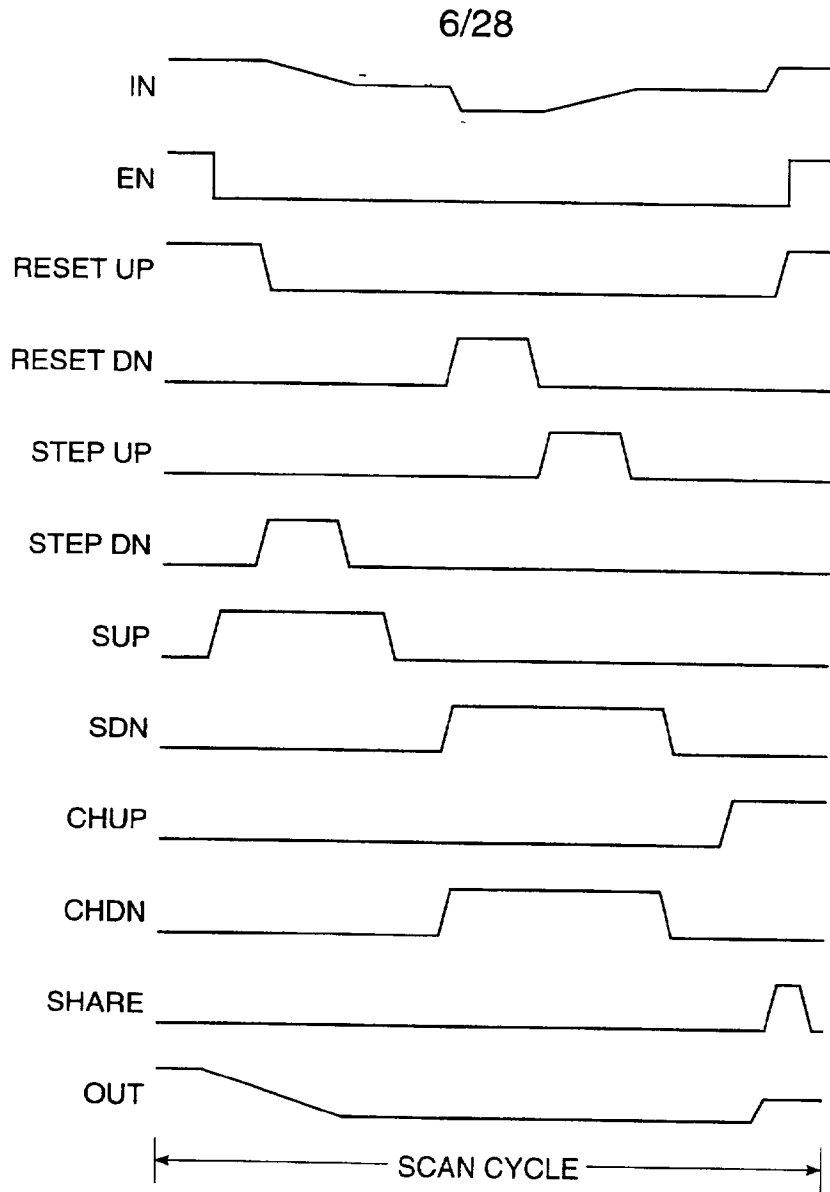 6/28
IN
EN
RESET UP
RESET DN
STEP UP
STEP DN
SUP
SDN
CHUP
CHDN
SHARE
OUT
SCAN CYCLE